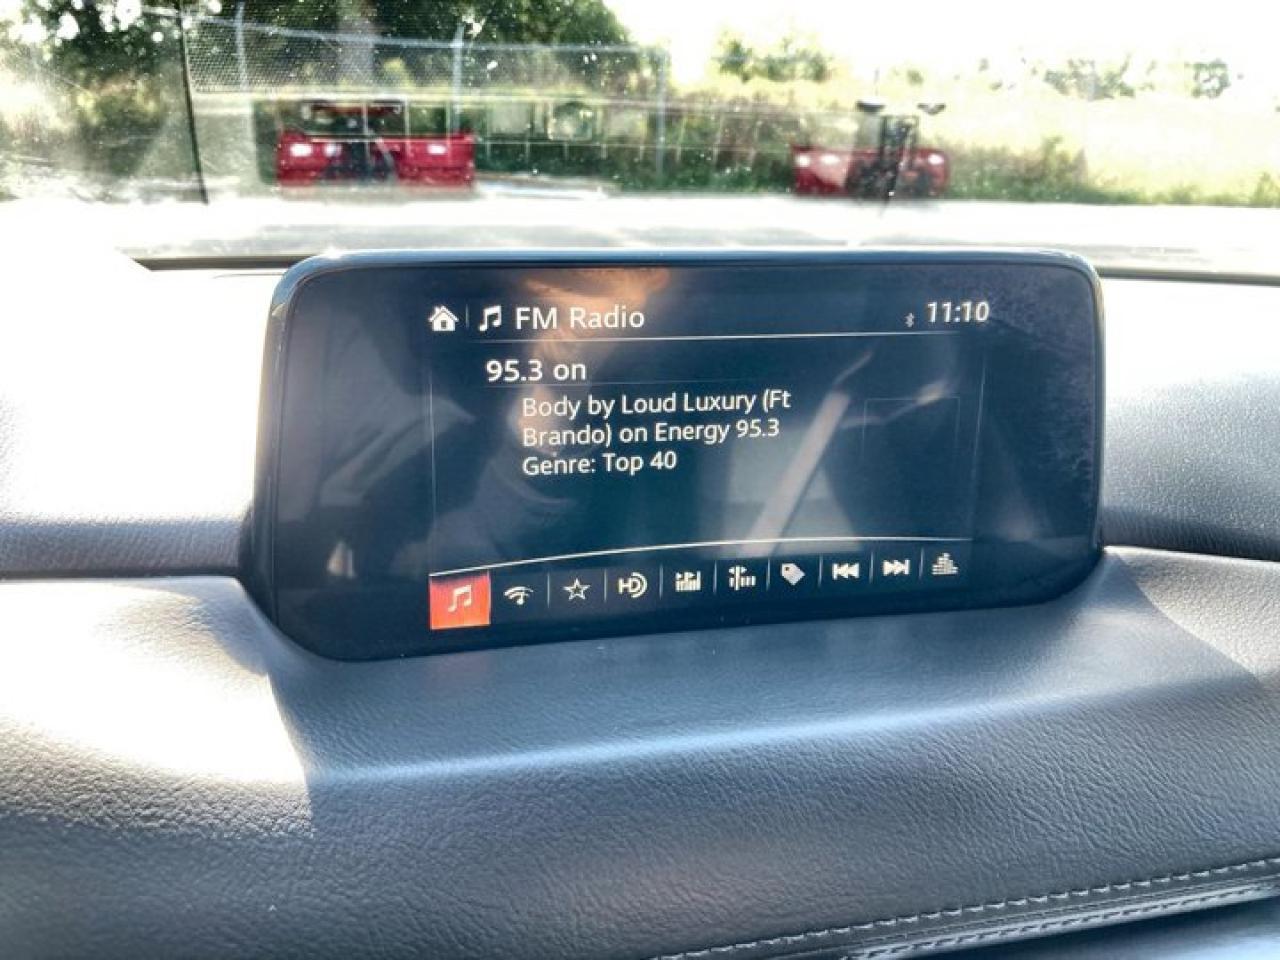 FM Radio
11:10
95.3 on
Body by Loud Luxury (Ft
Brando) on Energy 95.3
Genre: Top 40
HD